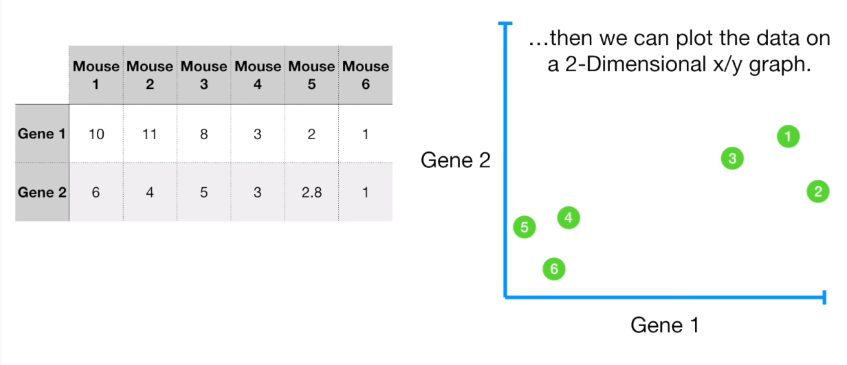 Mouse 1 Mouse 2 Mouse 3 Mouse 4 Mouse 5 Mouse 6
Gene 1 10 11 8 3 2 1
Gene 2 6 4 5 3 2.8 1
...then we can plot the data on
a 2-Dimensional x/y graph.
Gene 2
1
3
2
4
5
6
Gene 1